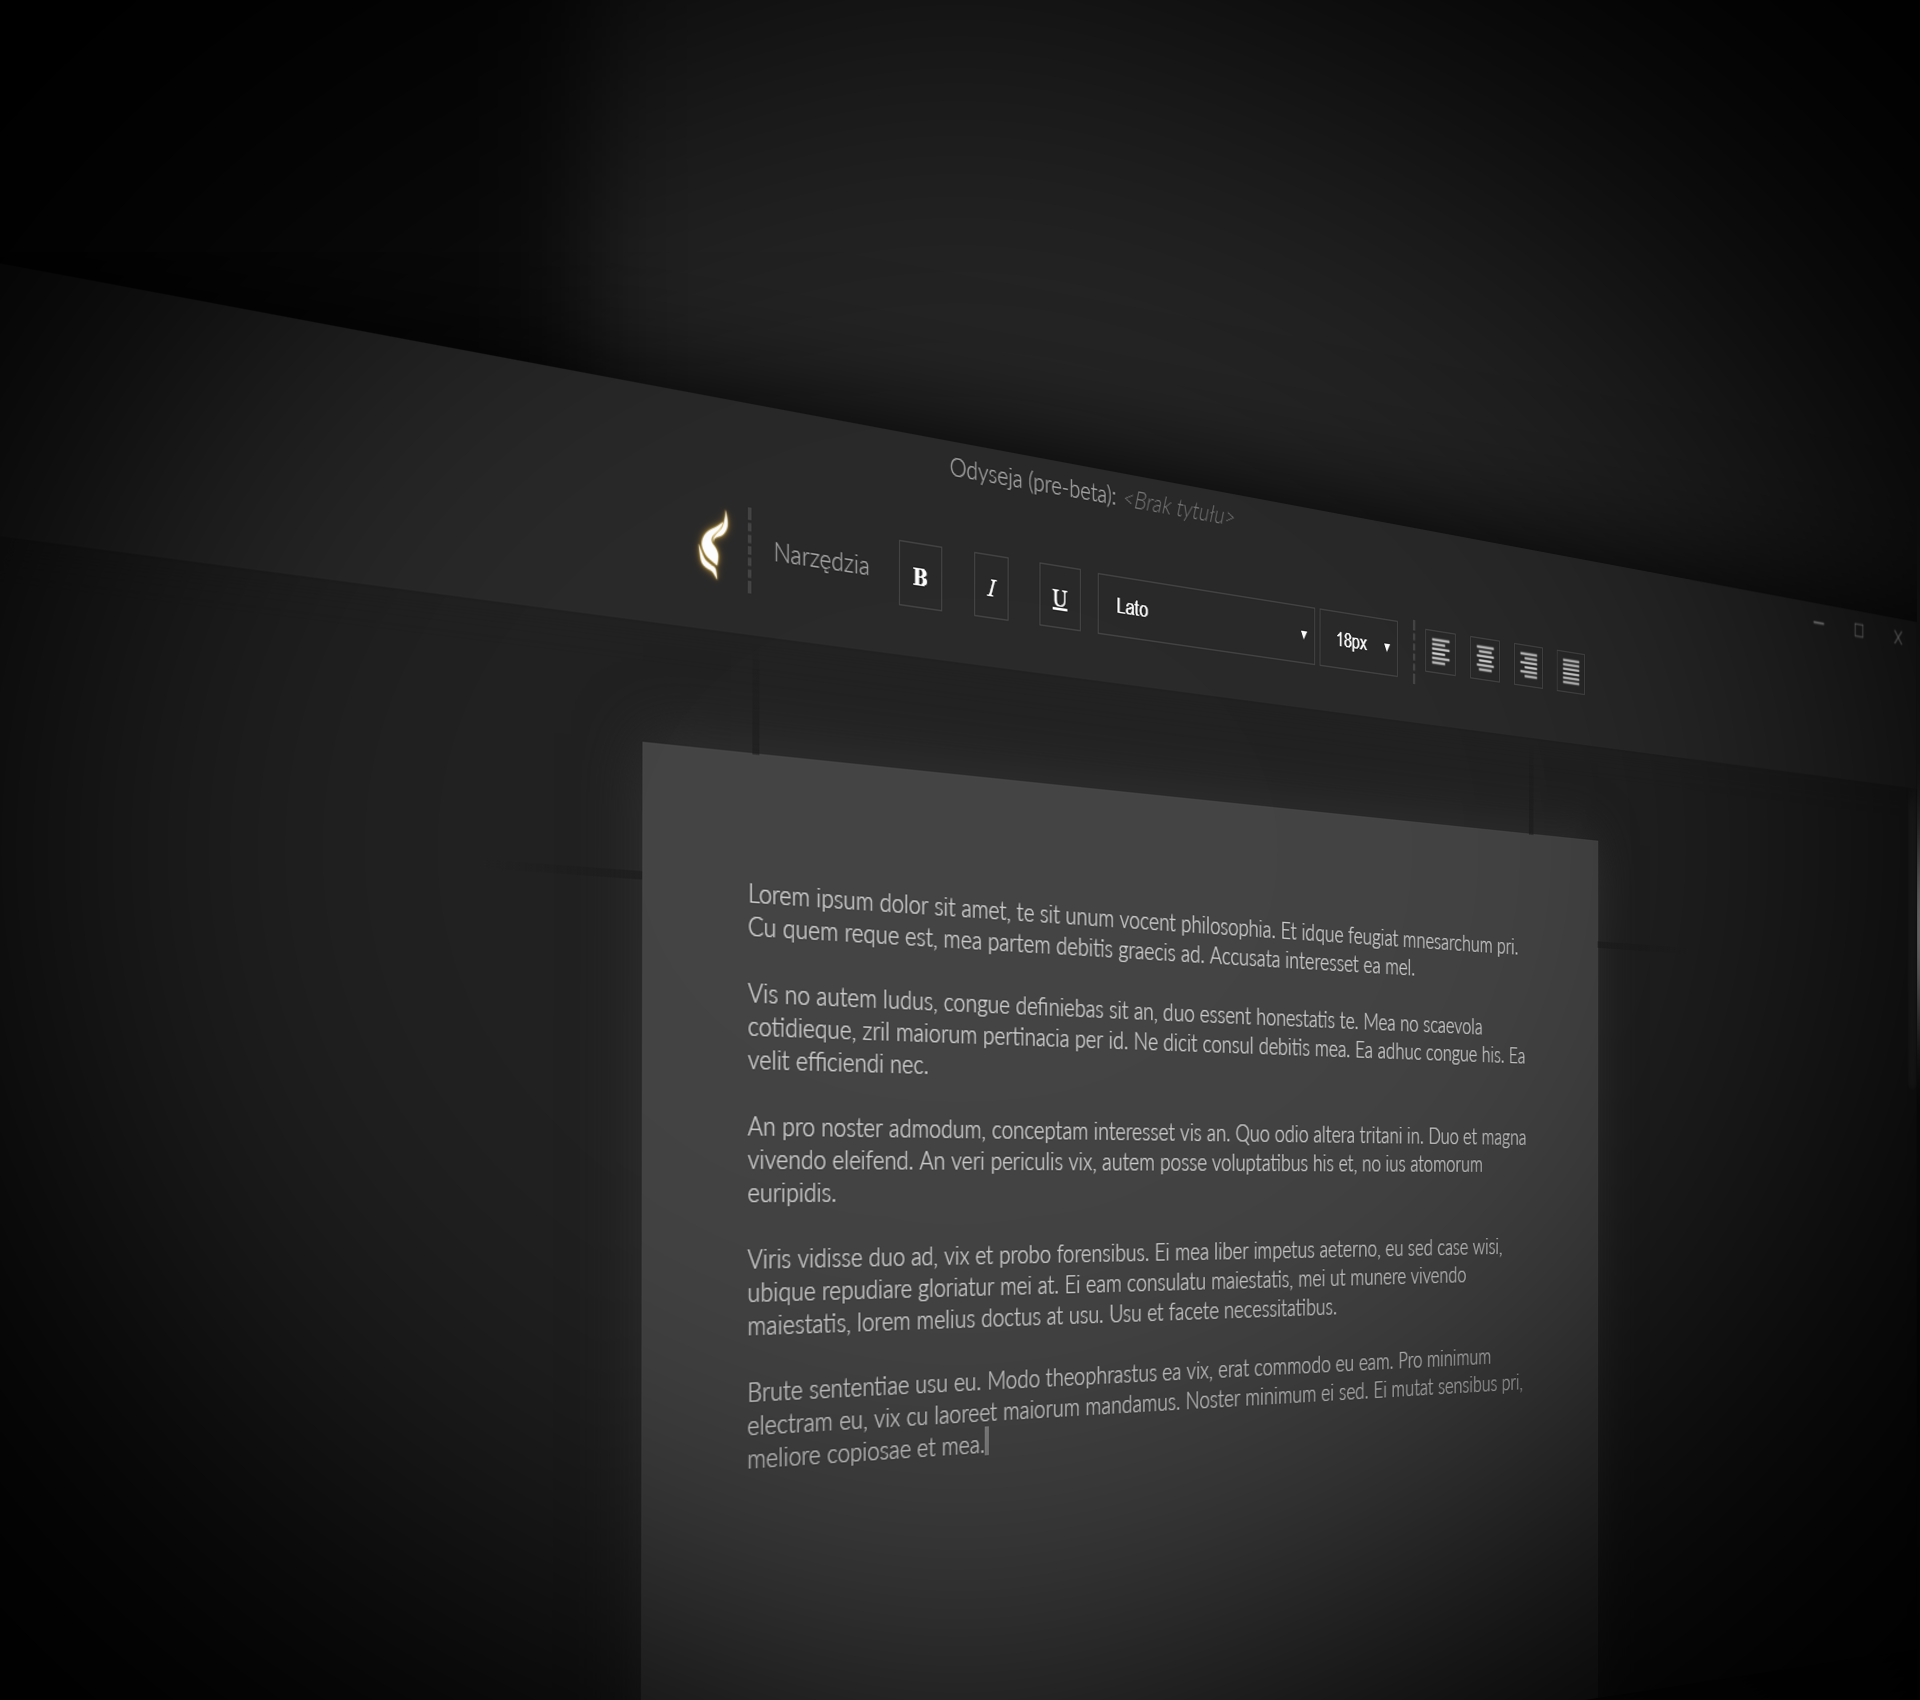 Odyseja (pre-beta): <Brak tytułu>
Narzędzia B I U Lato 18px
Lorem ipsum dolor sit amet, te sit unum vocent philosophia. Et idque feugiat mnesarchum pri.
Cu quem reque est, mea partem debitis graecis ad. Accusata interesset ea mel.
Vis no autem ludus, congue definiebas sit an, duo essent honestatis te. Mea no scaevola
cotidieque, zril maiorum pertinacia per id. Ne dicit consul debitis mea. Ea adhuc congue his. Ea
velit efficiendi nec.
An pro noster admodum, conceptam interesset vis an. Quo odio altera tritani in. Duo et magna
vivendo eleifend. An veri periculis vix, autem posse voluptatibus his et, no ius atomorum
euripidis.
Viris vidisse duo ad, vix et probo forensibus. Ei mea liber impetus aeterno, eu sed case wisi,
ubique repudiare gloriatur mei at. Ei eam consulatu maiestatis, mei ut munere vivendo
maiestatis, lorem melius doctus at usu. Usu et facete necessitatibus.
Brute sententiae usu eu. Modo theophrastus ea vix, erat commodo eu eam. Pro minimum
electram eu, vix cu laoreet maiorum mandamus. Noster minimum ei sed. Ei mutat sensibus pri,
meliore copiosae et mea.